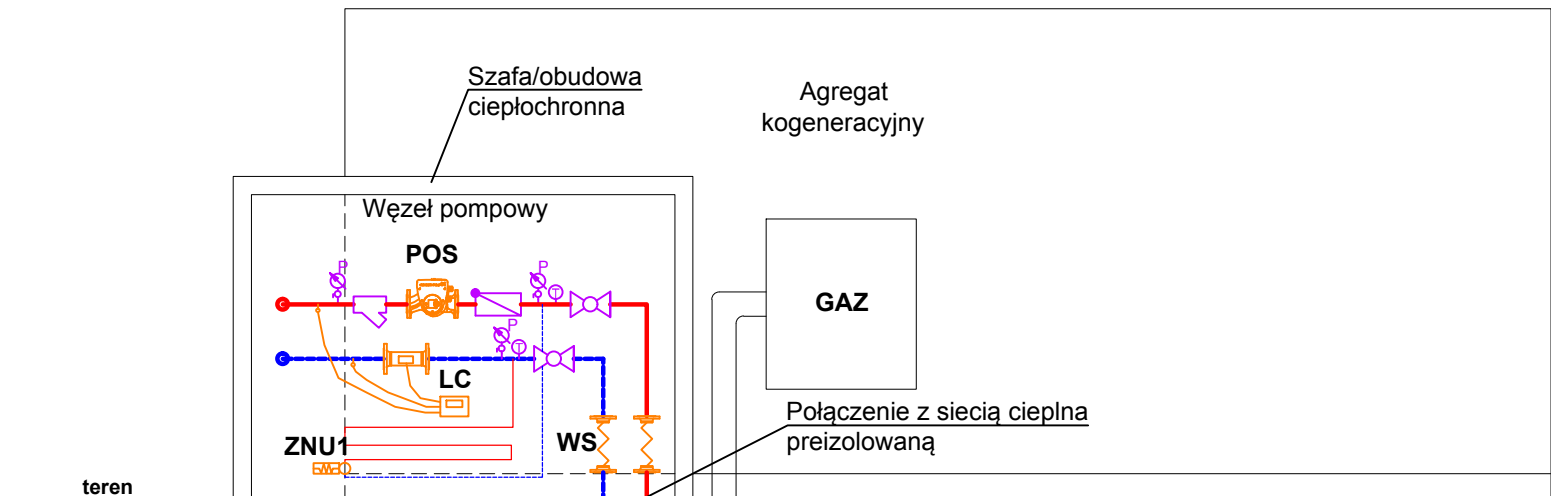 Szafa/obudowa
ciepłochronna
Agregat
kogeneracyjny
Węzeł pompowy
POS
P
P
T
GAZ
P
T
LC
Połączenie z siecią cieplna
preizolowaną
ZNU1
WS
teren